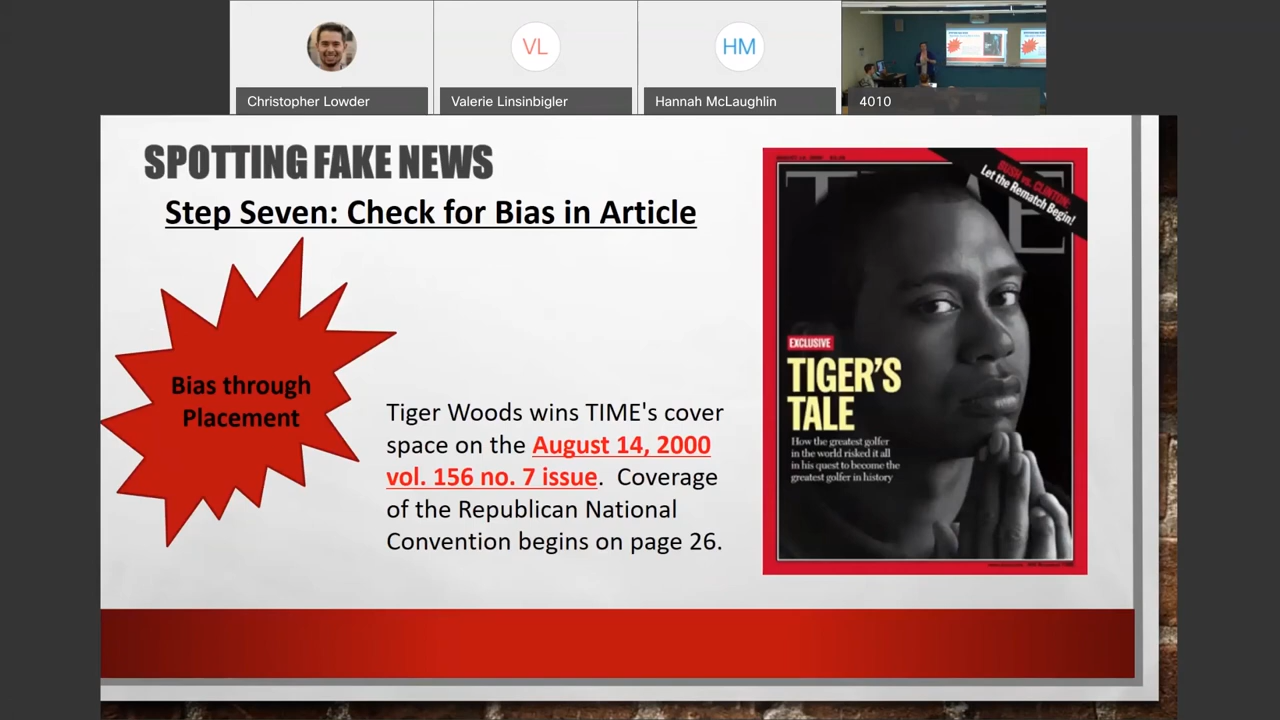 VL
HM
Christopher Lowder
Valerie Linsinbigler
Hannah McLaughlin
4010
SPOTTING FAKE NEWS
Step Seven: Check for Bias in Article
Bias through
Placement
Tiger Woods wins TIME's cover
space on the August 14, 2000
vol. 156 no. 7 issue. Coverage
of the Republican National
Convention begins on page 26.
BUSH vs. CLINTON:
Let the Rematch Begin!
TIME
EXCLUSIVE
TIGER'S
TALE
How the greatest golfer
in the world risked it all
in his quest to become the
greatest golfer in history